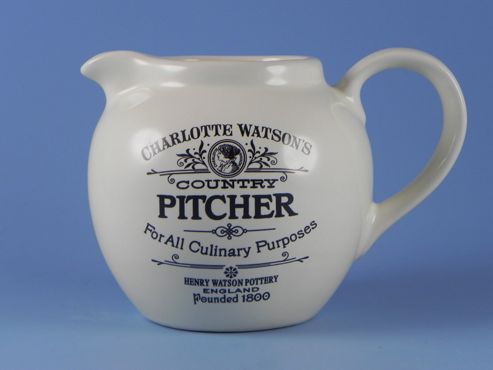 CHARLOTTE WATSON'S
COUNTRY
PITCHER
For All Culinary Purposes
HENRY WATSON POTTERY
ENGLAND
Founded 1800